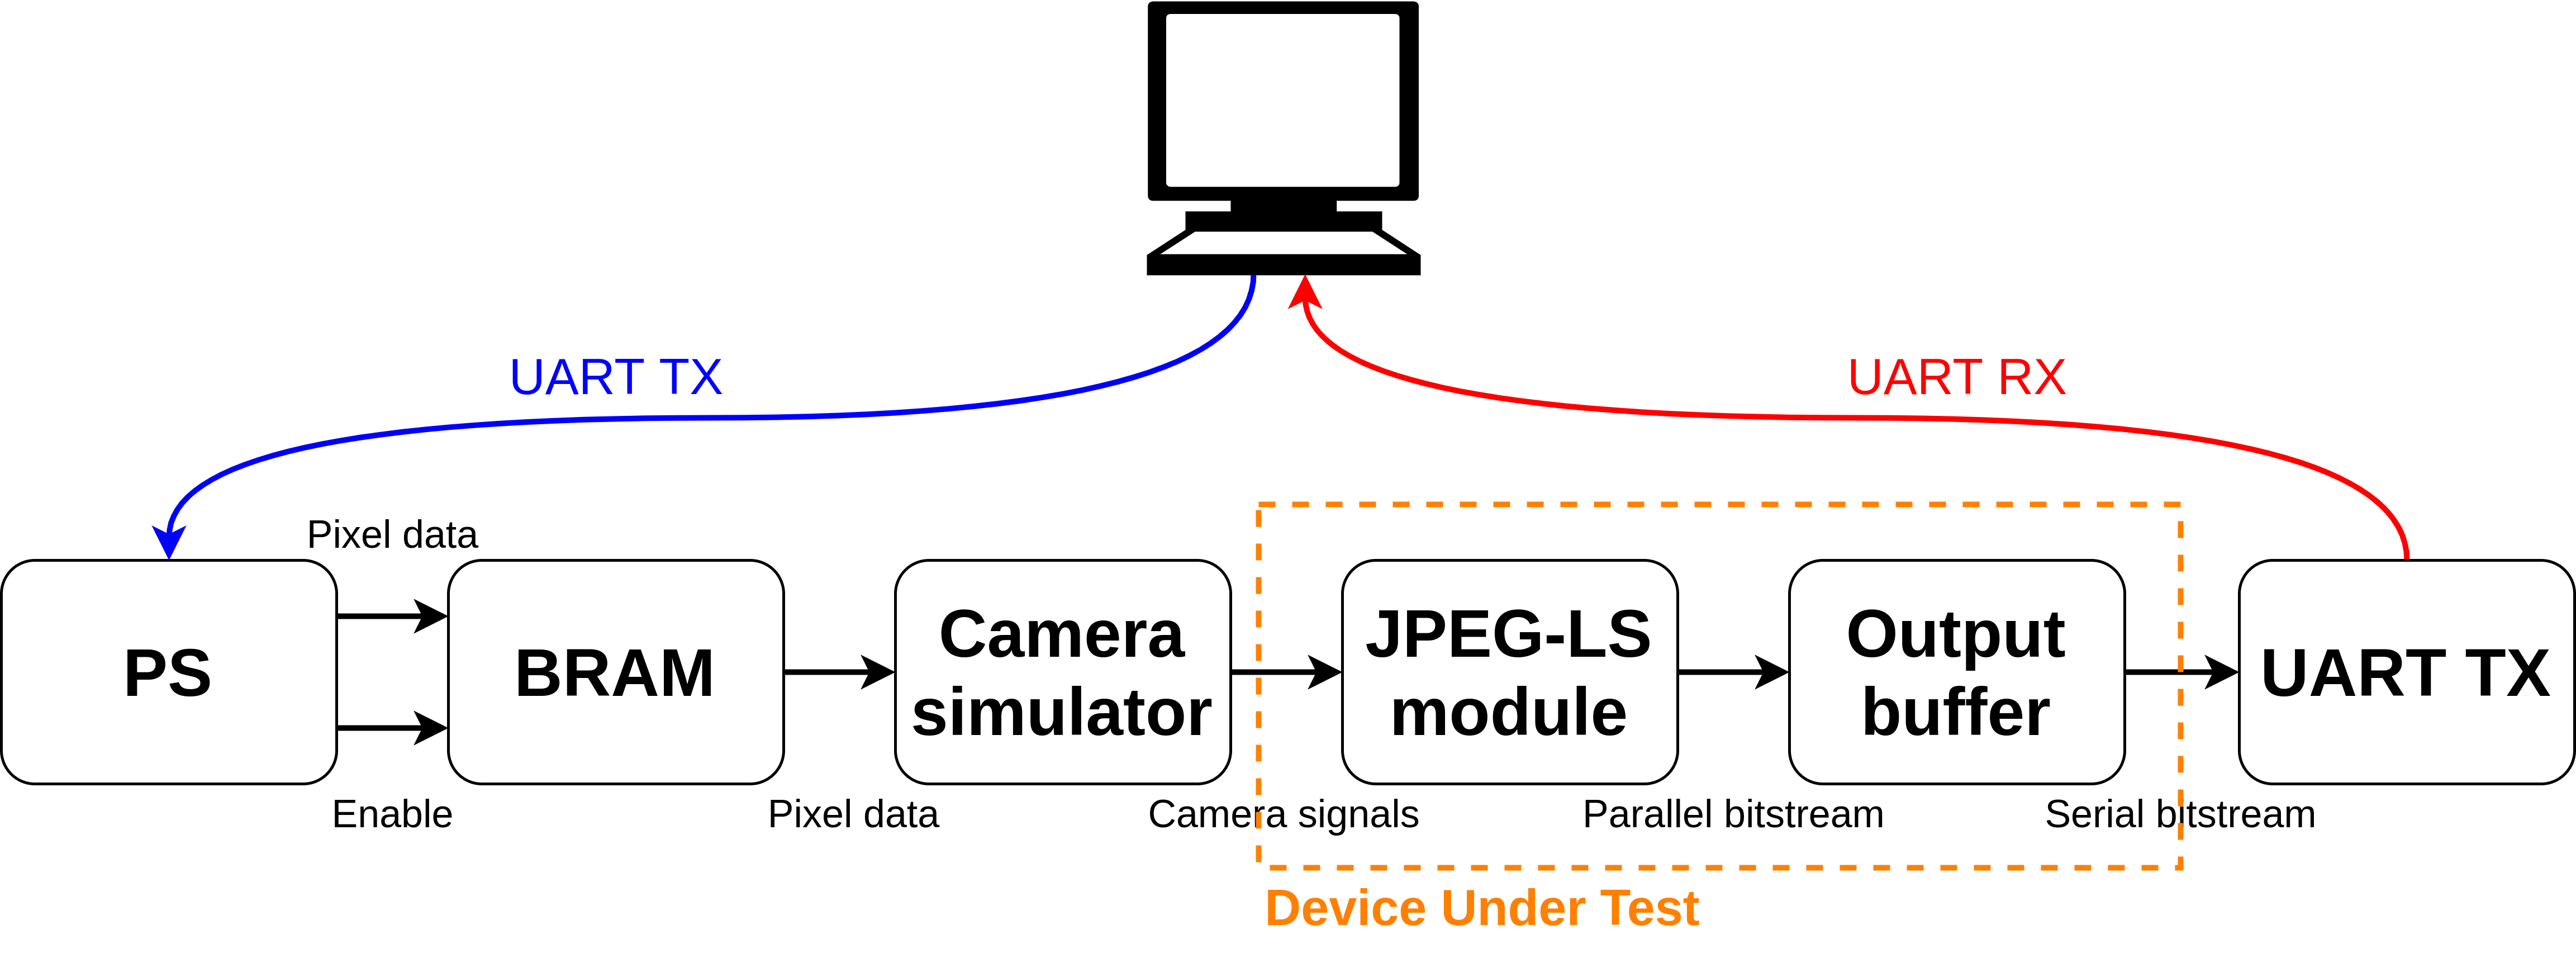 UART TX
UART RX
Pixel data
PS
BRAM
Camera
simulator
JPEG-LS
module
Output
buffer
UART TX
Enable
Pixel data
Camera signals
Parallel bitstream
Serial bitstream
Device Under Test